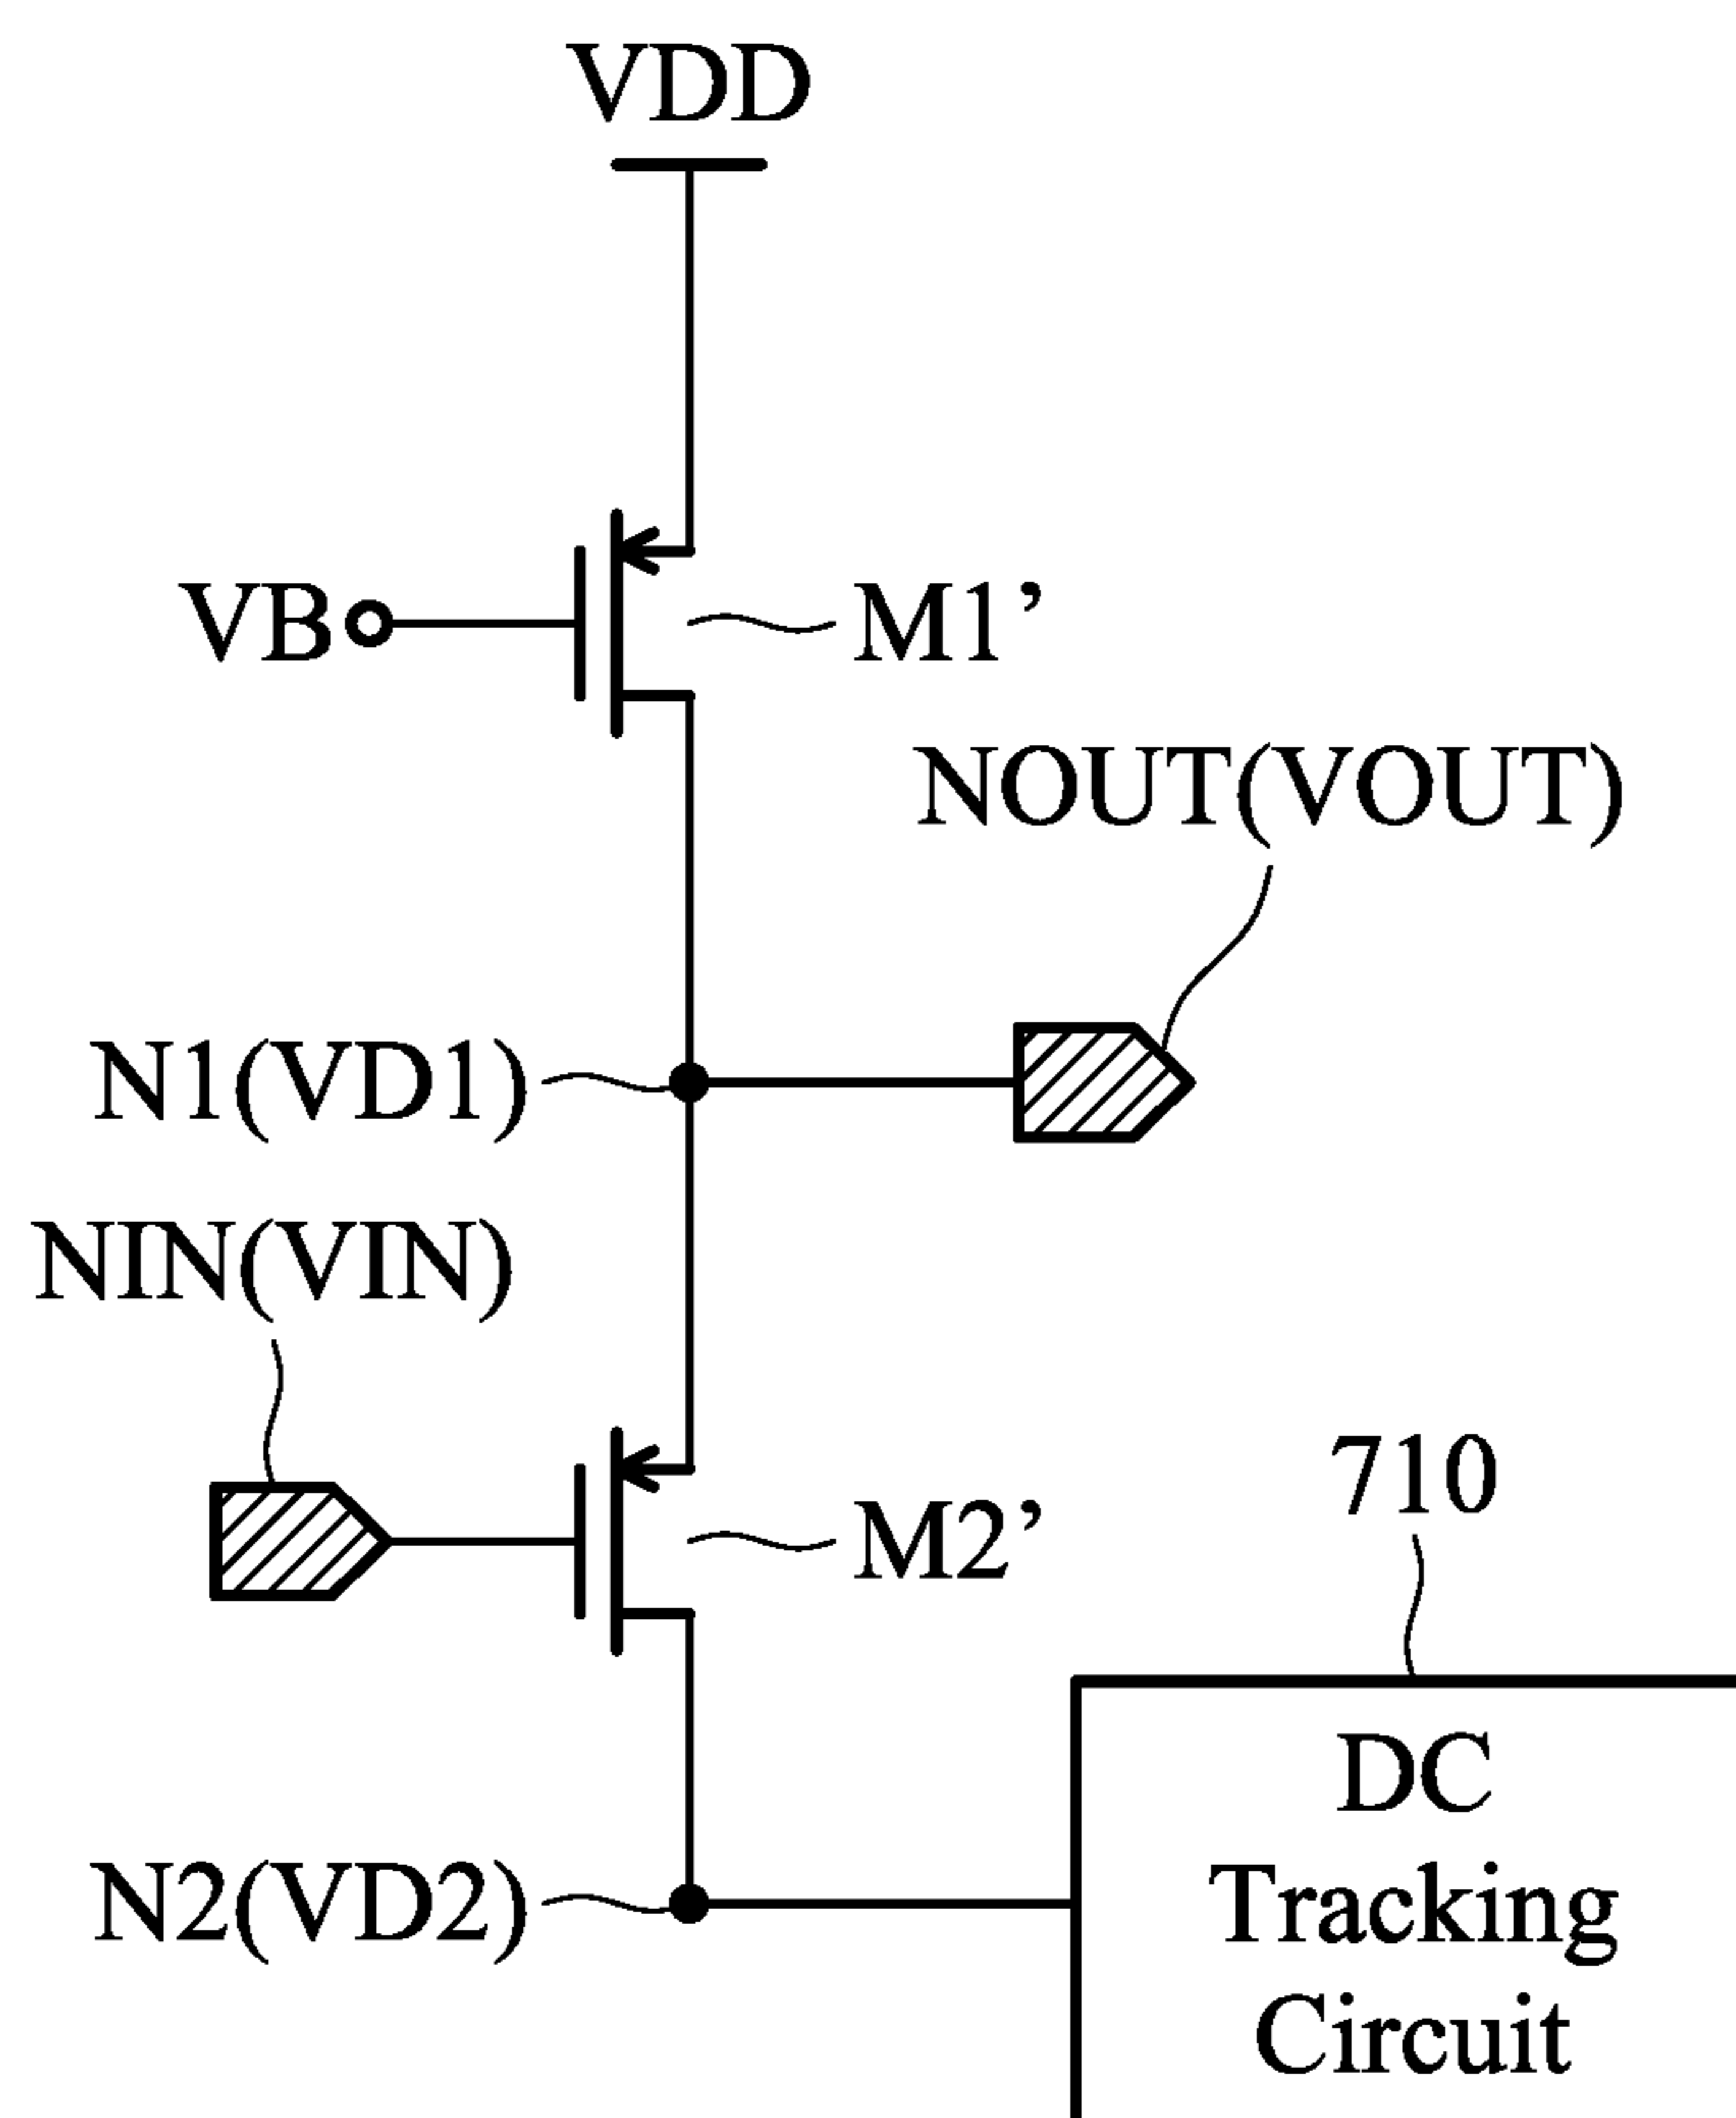 VDD
VB
M1’
NOUT(VOUT)
N1(VD1)
NIN(VIN)
M2’
710
DC
Tracking
Circuit
N2(VD2)